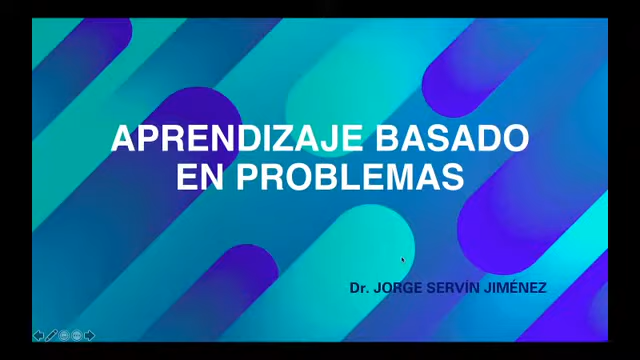 APRENDIZAJE BASADO
EN PROBLEMAS
Dr. JORGE SERVÍN JIMÉNEZ